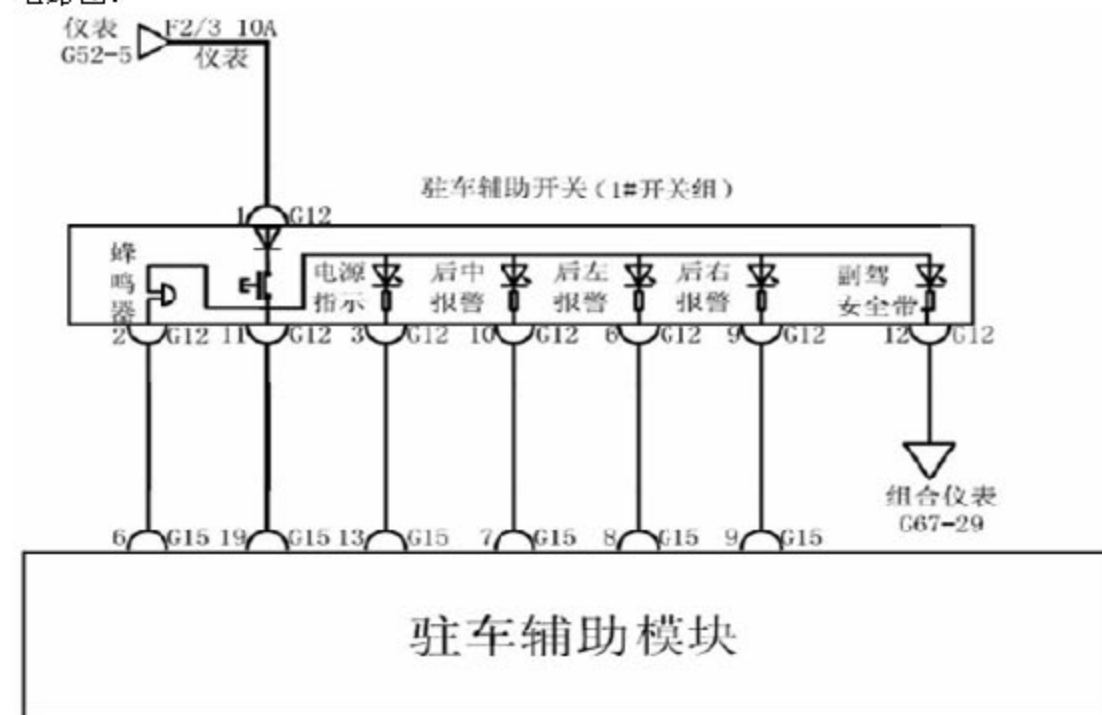 仪表 F2/3 10A
G52-5 仪表
驻车辅助开关(1#开关组)
1 G12
蜂鸣器
电源指示
后中报警
后左报警
后右报警
副驾
2 G12 11 G12 3 G12 10 G12 6 G12 9 G12 12 G12
组合仪表
G67-29
6 G15 19 G15 13 G15 7 G15 8 G15 9 G15
驻车辅助模块